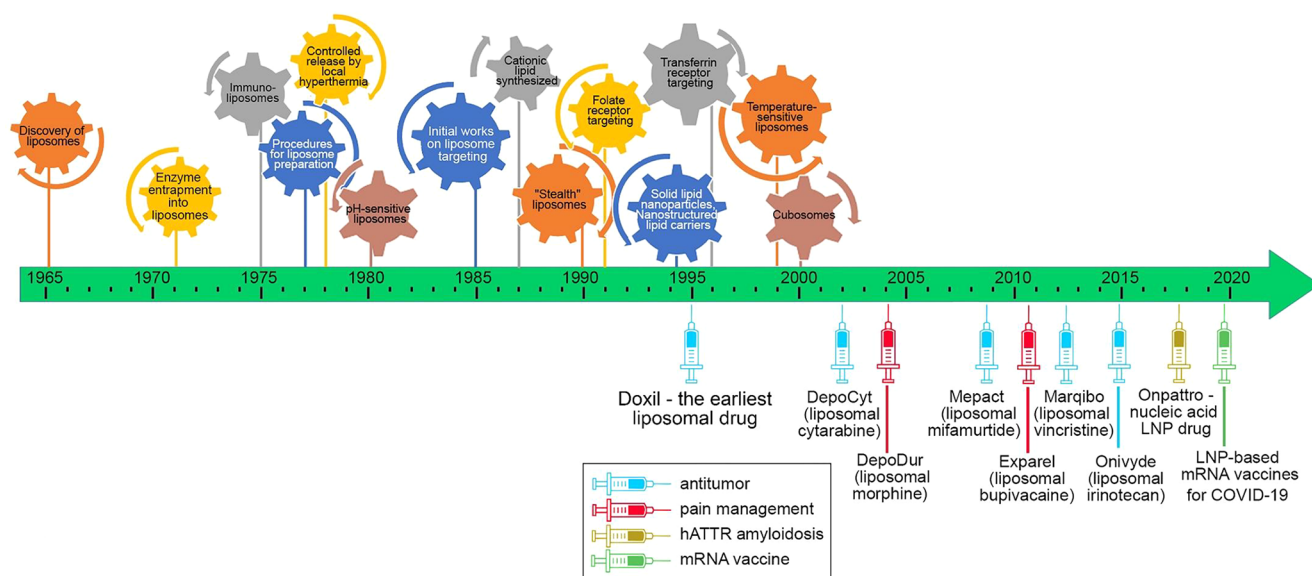 Discovery of
liposomes
Enzyme
entrapment into
liposomes
Immuno-
liposomes
Controlled
release by
local
hyperthermia
Procedures
for liposome
preparation
pH-sensitive
liposomes
Initial works
on liposome
targeting
Cationic
lipid
synthesized
"Stealth"
liposomes
Folate
receptor
targeting
Solid lipid
nanoparticles,
Nanostructured
lipid carriers
Transferrin
receptor
targeting
Temperature-
sensitive
liposomes
Cubosomes
1965 1970 1975 1980 1985 1990 1995 2000 2005 2010 2015 2020
Doxil - the earliest
liposomal drug
DepoCyt
(liposomal
cytarabine)
DepoDur
(liposomal
morphine)
Mepact
(liposomal
mifamurtide)
Exparel
(liposomal
bupivacaine)
Marqibo
(liposomal
vincristine)
Onivyde
(liposomal
irinotecan)
Onpattro -
nucleic acid
LNP drug
LNP-based
mRNA vaccines
for COVID-19
antitumor
pain management
hATTR amyloidosis
mRNA vaccine